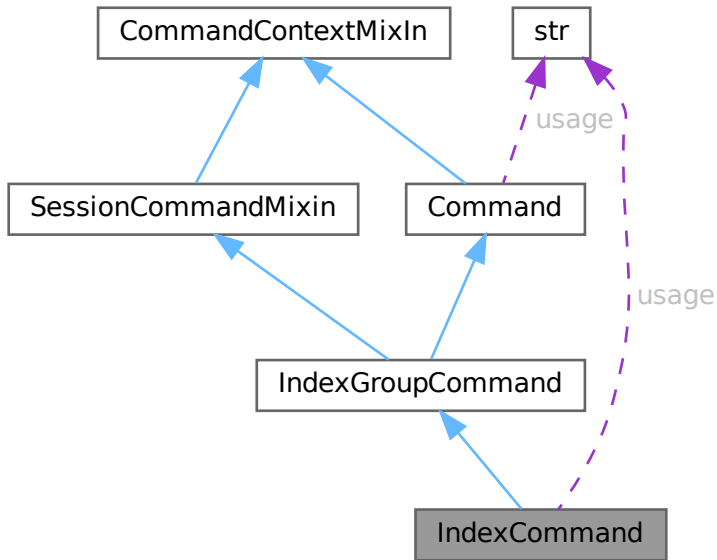 CommandContextMixIn
str
usage
SessionCommandMixin
Command
usage
IndexGroupCommand
IndexCommand